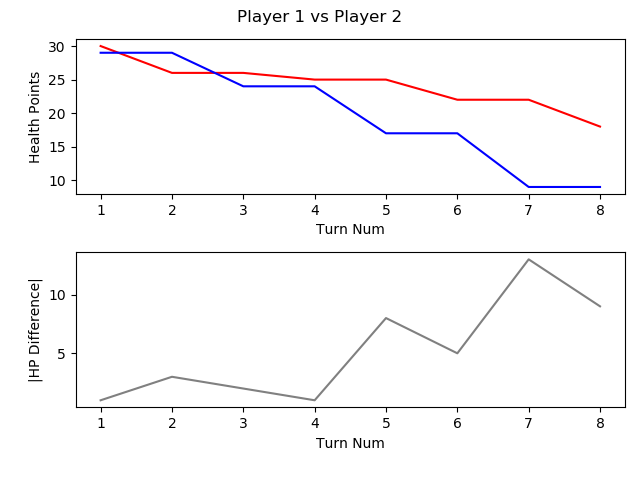 Player 1 vs Player 2
30
25
20
15
10
Health Points
1 2 3 4 5 6 7 8
Turn Num
10
5
|HP Difference|
1 2 3 4 5 6 7 8
Turn Num